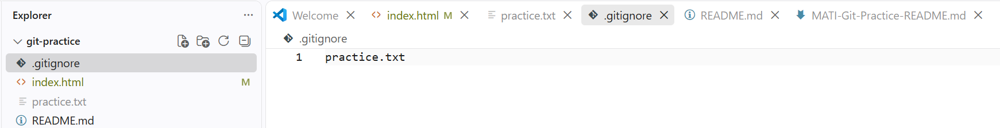 Explorer
git-practice
.gitignore
index.html M
practice.txt
README.md
Welcome index.html M practice.txt .gitignore README.md MATI-Git-Practice-README.md
.gitignore
1 practice.txt